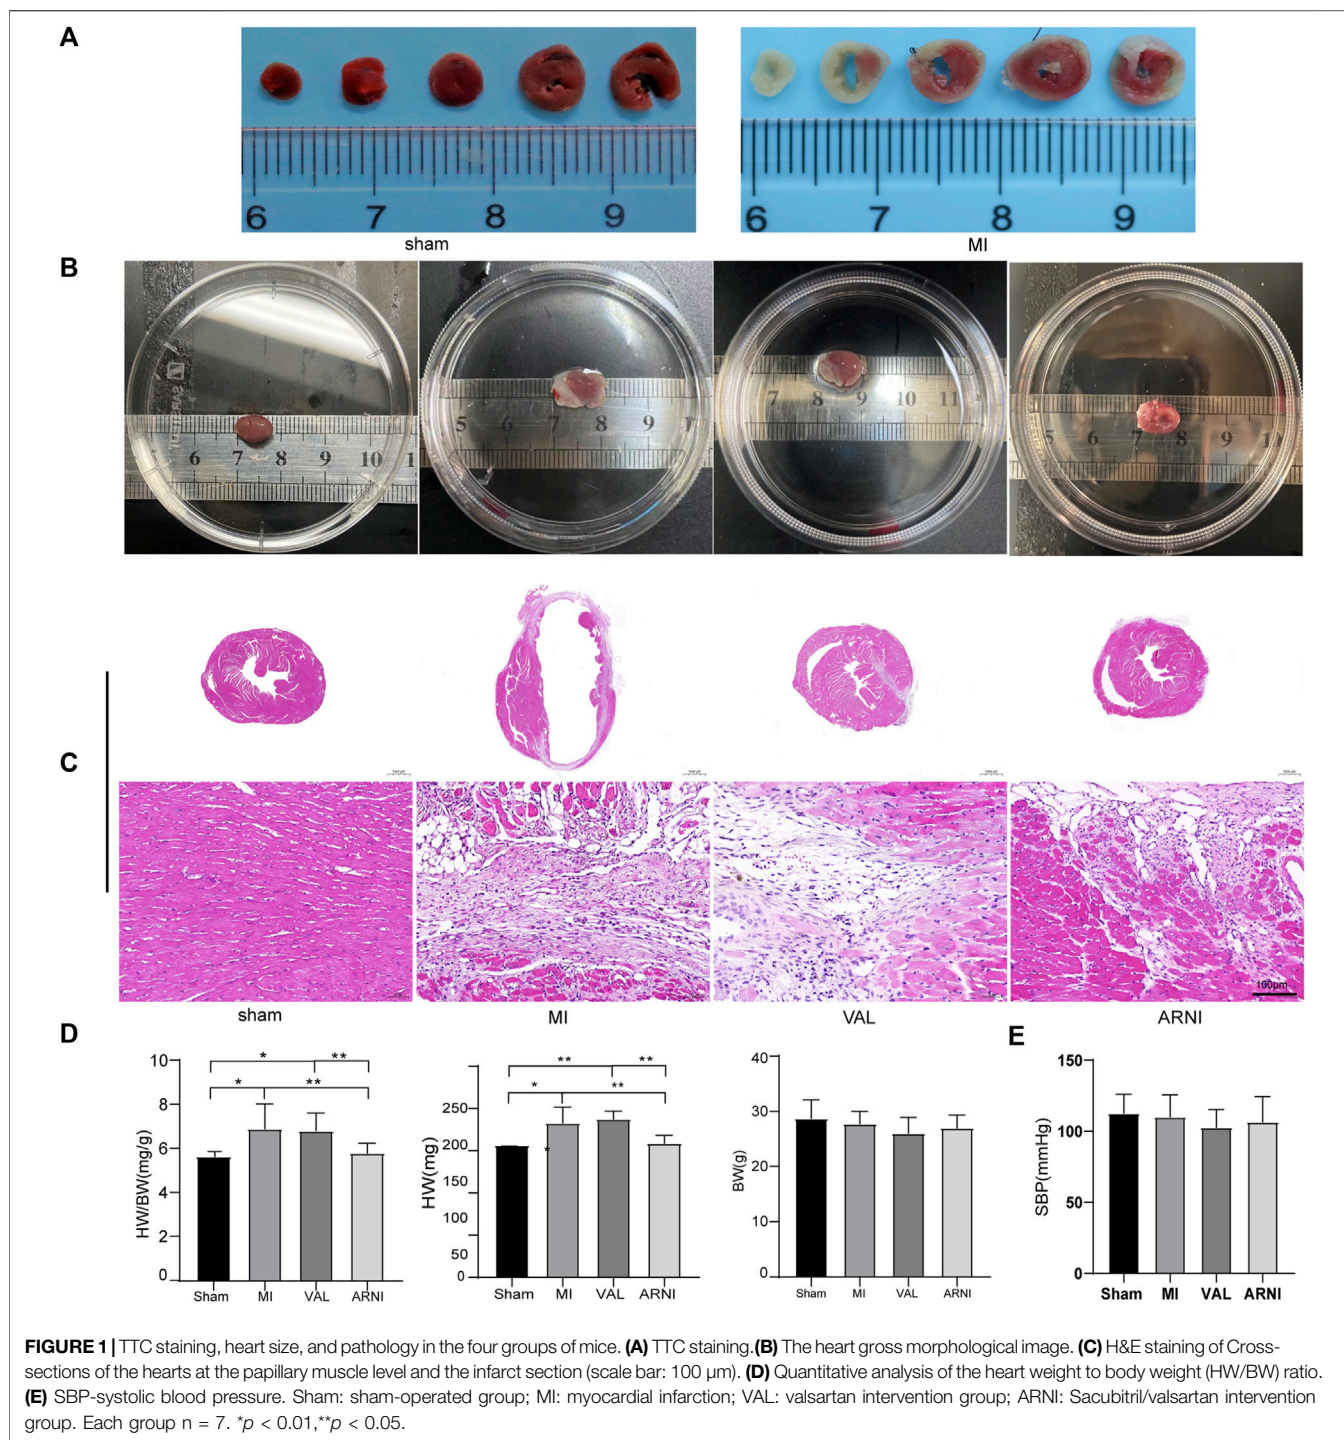 A
6 7 8 9
sham
6 7 8 9
MI
B
5 6 7 8 9 10 1
5 6 7 8 9 1
7 8 9 10 11
5 6 7 8 9 11
C
100μm
sham MI VAL ARNI
D
HW/BW(mg/g)
10
8
6
4
2
0
* **
* **
Sham MI VAL ARNI
HW(mg)
250
200
150
100
50
0
** **
* **
*
Sham MI VAL ARNI
BW(g)
40
30
20
10
0
Sham MI VAL ARNI
E
SBP(mmHg)
150
100
50
0
Sham MI VAL ARNI
FIGURE 1 | TTC staining, heart size, and pathology in the four groups of mice. (A) TTC staining.(B) The heart gross morphological image. (C) H&E staining of Cross-
sections of the hearts at the papillary muscle level and the infarct section (scale bar: 100 μm). (D) Quantitative analysis of the heart weight to body weight (HW/BW) ratio.
(E) SBP-systolic blood pressure. Sham: sham-operated group; MI: myocardial infarction; VAL: valsartan intervention group; ARNI: Sacubitril/valsartan intervention
group. Each group n = 7. *p < 0.01,**p < 0.05.